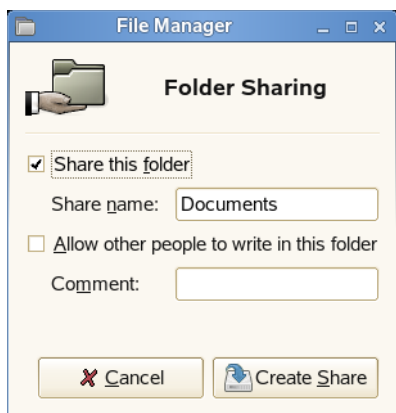 File Manager
Folder Sharing
Share this folder
Share name: Documents
Allow other people to write in this folder
Comment:
Cancel Create Share